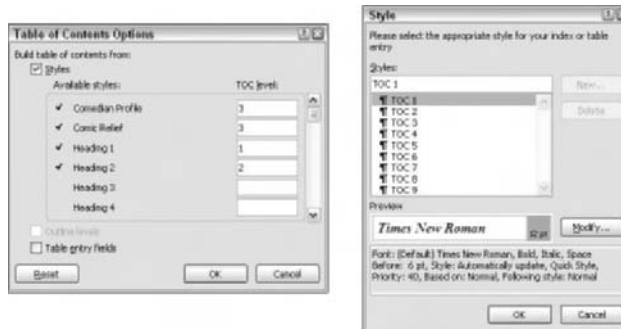 Table of Contents Options
Build table of contents from:
Styles
Available styles:
TOC level:
Comedian Profile
3
Comic Relief
3
Heading 1
1
Heading 2
2
Heading 3
Heading 4
Outline levels
Table entry fields
Reset
OK
Cancel
Style
Please select the appropriate style for your index or table
entry
Styles:
TOC 1
New...
TOC 1
Delete
TOC 2
TOC 3
TOC 4
TOC 5
TOC 6
TOC 7
TOC 8
TOC 9
Preview
Times New Roman
12 pt
Modify...
Font: (Default) Times New Roman, Bold, Italic, Space
Before: 6 pt, Style: Automatically update, Quick Style,
Priority: 40, Based on: Normal, Following style: Normal
OK
Cancel